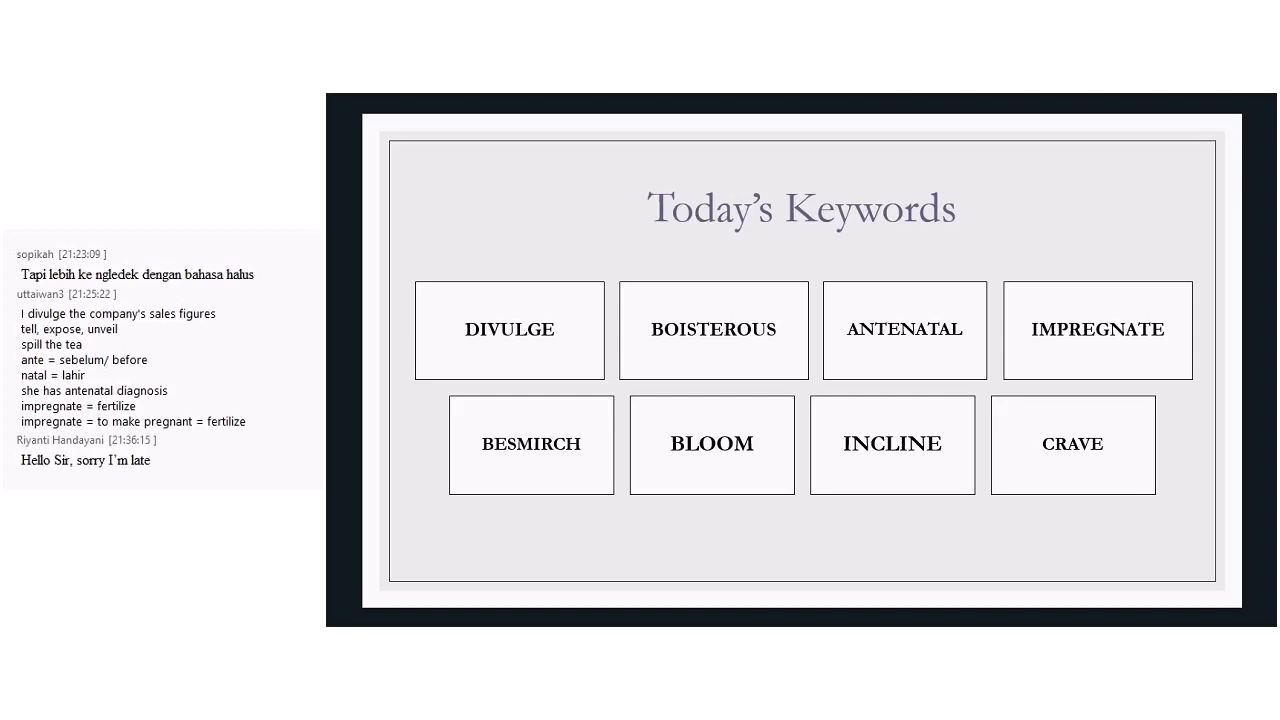 sopikah [21:23:09 ]
Tapi lebih ke ngledek dengan bahasa halus
uttaiwan3 [21:25:22 ]
I divulge the company's sales figures
tell, expose, unveil
spill the tea
ante = sebelum/ before
natal = lahir
she has antenatal diagnosis
impregnate = fertilize
impregnate = to make pregnant = fertilize
Riyanti Handayani [21:36:15 ]
Hello Sir, sorry I'm late
Today's Keywords
DIVULGE
BOISTEROUS
ANTENATAL
IMPREGNATE
BESMIRCH
BLOOM
INCLINE
CRAVE